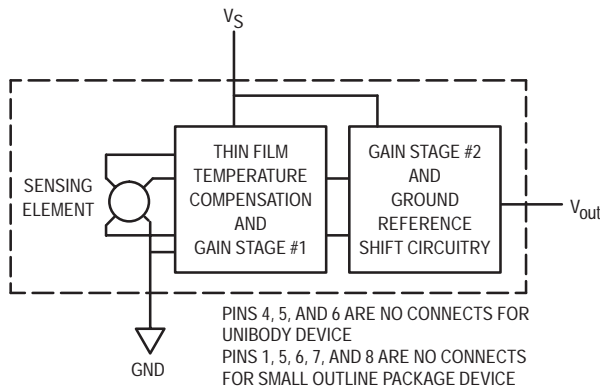 VS
SENSING
ELEMENT
THIN FILM
TEMPERATURE
COMPENSATION
AND
GAIN STAGE #1
GAIN STAGE #2
AND
GROUND
REFERENCE
SHIFT CIRCUITRY
Vout
GND
PINS 4, 5, AND 6 ARE NO CONNECTS FOR
UNIBODY DEVICE
PINS 1, 5, 6, 7, AND 8 ARE NO CONNECTS
FOR SMALL OUTLINE PACKAGE DEVICE